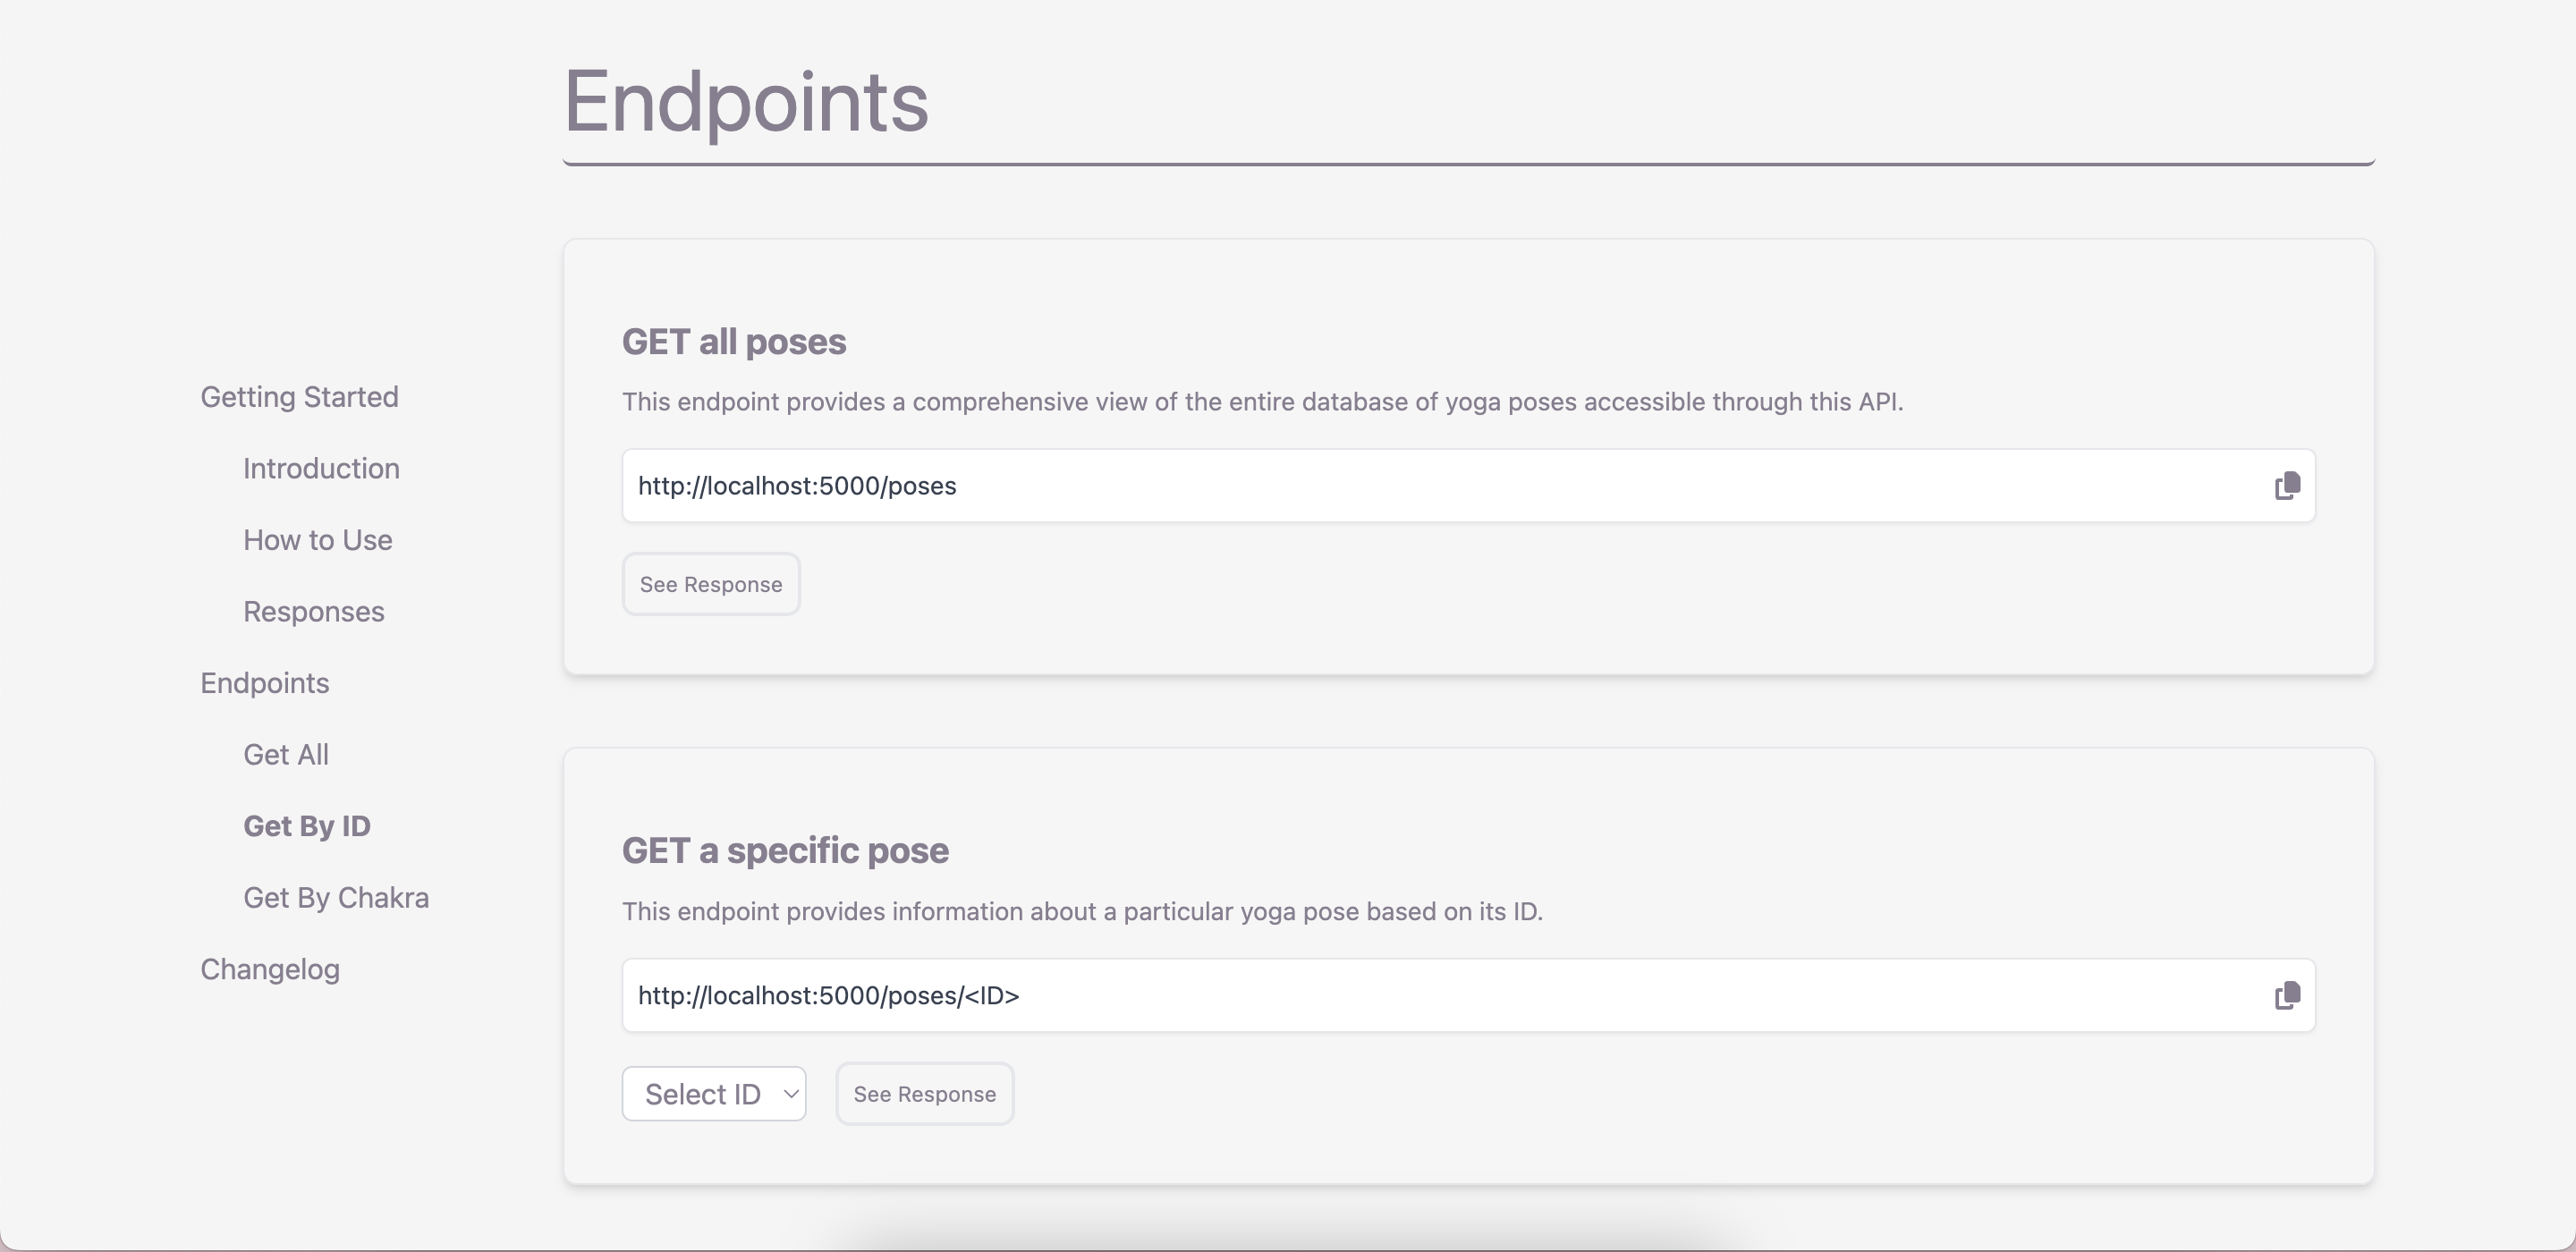 Endpoints
Getting Started
Introduction
How to Use
Responses
Endpoints
Get All
Get By ID
Get By Chakra
Changelog
GET all poses
This endpoint provides a comprehensive view of the entire database of yoga poses accessible through this API.
http://localhost:5000/poses
See Response
GET a specific pose
This endpoint provides information about a particular yoga pose based on its ID.
http://localhost:5000/poses/<ID>
Select ID
See Response